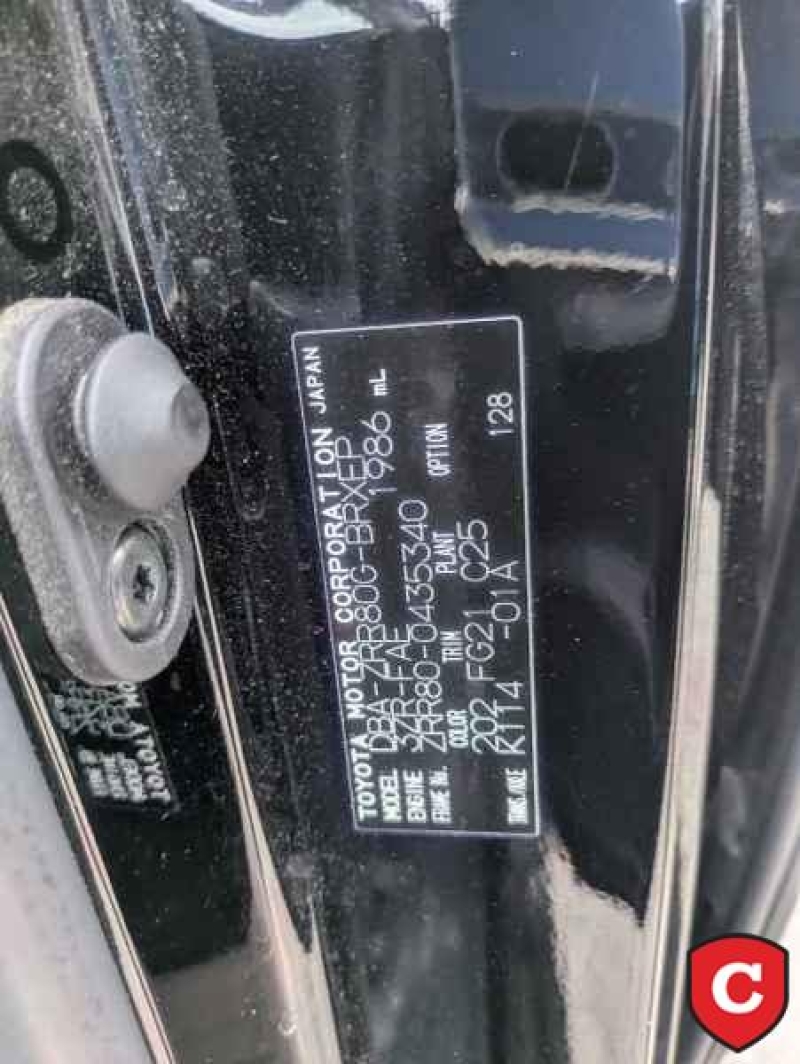 TOYOTA MOTOR CORPORATION JAPAN
MODEL DBA-ZRR80G-BRXEP
ENGINE 3ZR-FAE 1986 mL
FRAME No. ZRR80-0435340
COLOR TRIM PLANT OPTION
202 FG21 C25 128
TRANS/AXLE K114 -01A
C